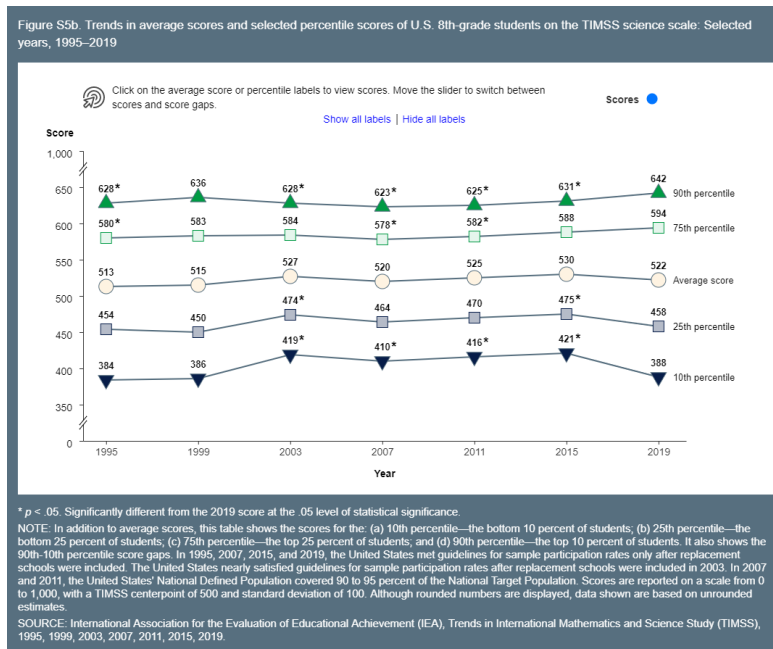 Figure S5b. Trends in average scores and selected percentile scores of U.S. 8th-grade students on the TIMSS science scale: Selected
years, 1995–2019
Click on the average score or percentile labels to view scores. Move the slider to switch between
scores and score gaps.
Scores
Show all labels | Hide all labels
Score
1,000
650
600
550
500
450
400
350
0
628* 636 628* 623* 625* 631* 642
90th percentile
580* 583 584 578* 582* 588 594
75th percentile
513 515 527 520 525 530 522
Average score
454 450 474* 464 470 475* 458
25th percentile
384 386 419* 410* 416* 421* 388
10th percentile
1995 1999 2003 2007 2011 2015 2019
Year
* p < .05. Significantly different from the 2019 score at the .05 level of statistical significance.
NOTE: In addition to average scores, this table shows the scores for the: (a) 10th percentile—the bottom 10 percent of students; (b) 25th percentile—the
bottom 25 percent of students; (c) 75th percentile—the top 25 percent of students; and (d) 90th percentile—the top 10 percent of students. It also shows the
90th-10th percentile score gaps. In 1995, 2007, 2015, and 2019, the United States met guidelines for sample participation rates only after replacement
schools were included. The United States nearly satisfied guidelines for sample participation rates after replacement schools were included in 2003. In 2007
and 2011, the United States' National Defined Population covered 90 to 95 percent of the National Target Population. Scores are reported on a scale from 0
to 1,000, with a TIMSS centerpoint of 500 and standard deviation of 100. Although rounded numbers are displayed, data shown are based on unrounded
estimates.
SOURCE: International Association for the Evaluation of Educational Achievement (IEA), Trends in International Mathematics and Science Study (TIMSS),
1995, 1999, 2003, 2007, 2011, 2015, 2019.